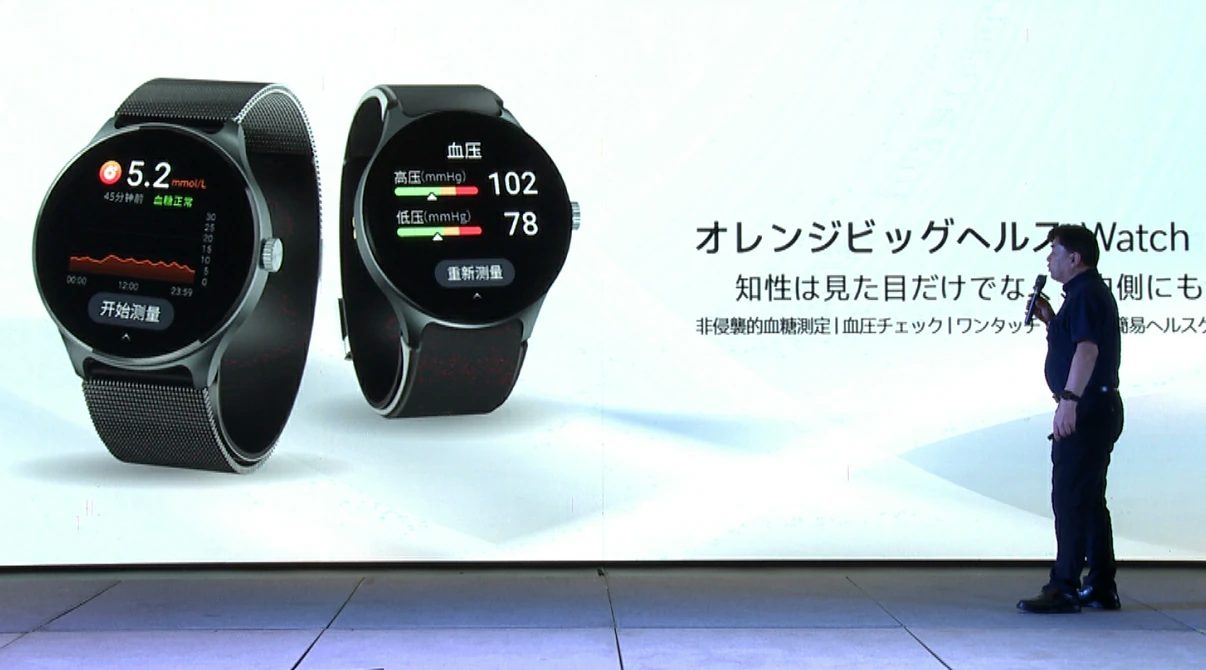 5.2 mmol/L
45分钟前 血糖正常
30
25
20
15
10
5
0
00:00 12:00 23:59
开始测量
血压
高压(mmHg) 102
低压(mmHg) 78
重新测量
オレンジビッグヘルス Watch
知性は見た目だけでな 側にも
非侵襲的血糖測定|血圧チェック|ワンタッチ 簡易ヘルス